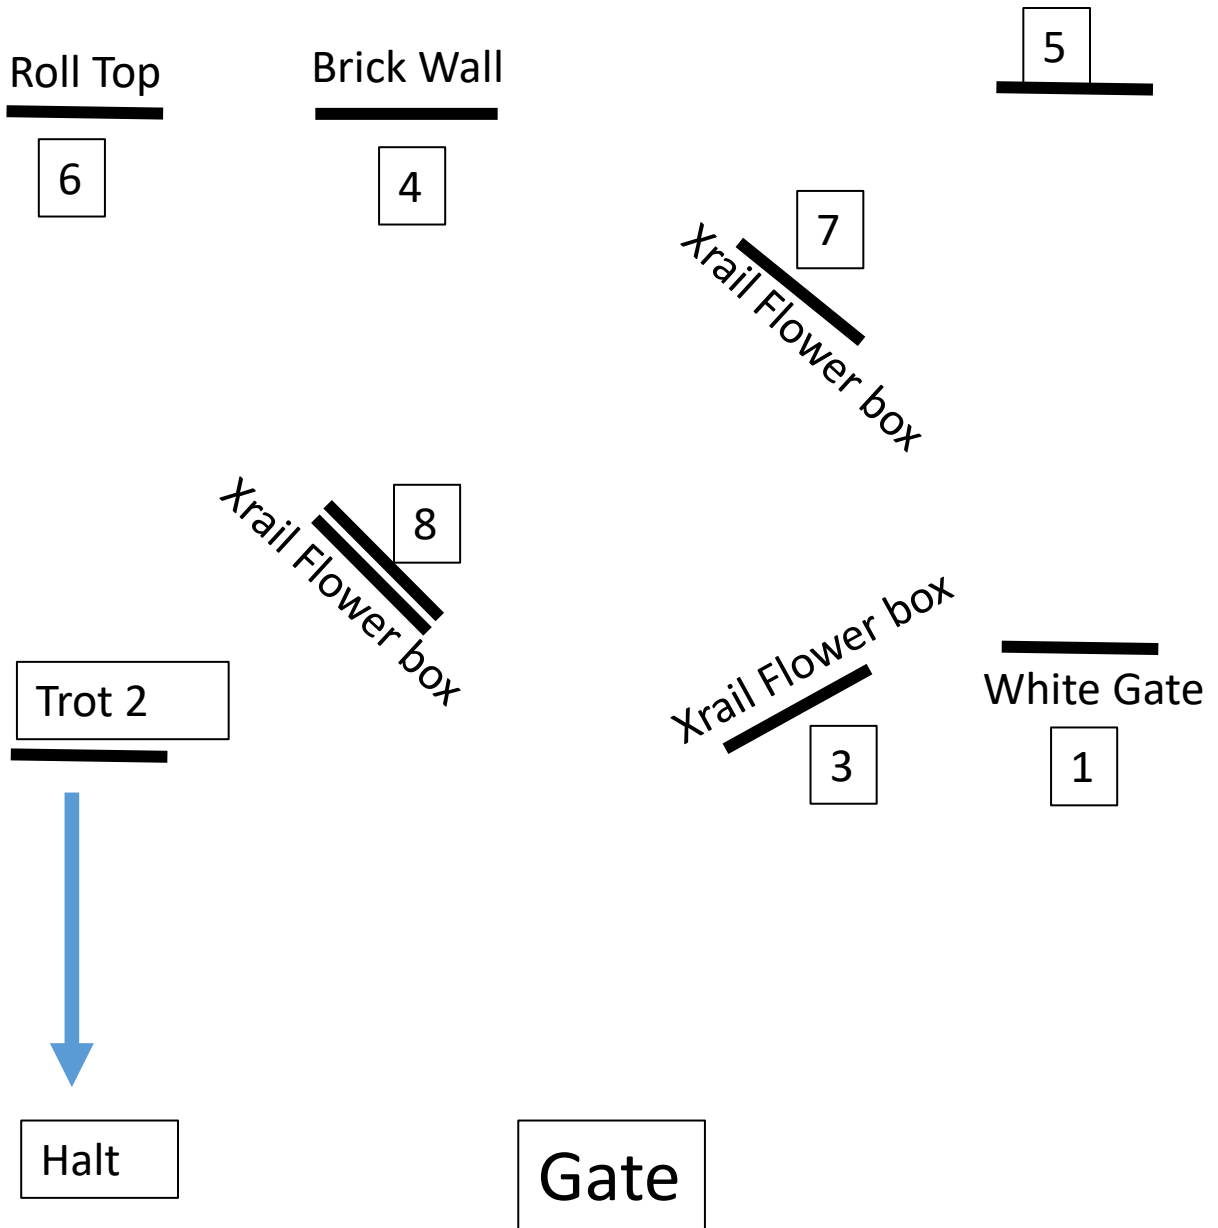 5
Roll Top
Brick Wall
6
4
7
Xrail Flower box
8
Xrail Flower box
Xrail Flower box
Trot 2
White Gate
3
1
Halt
Gate